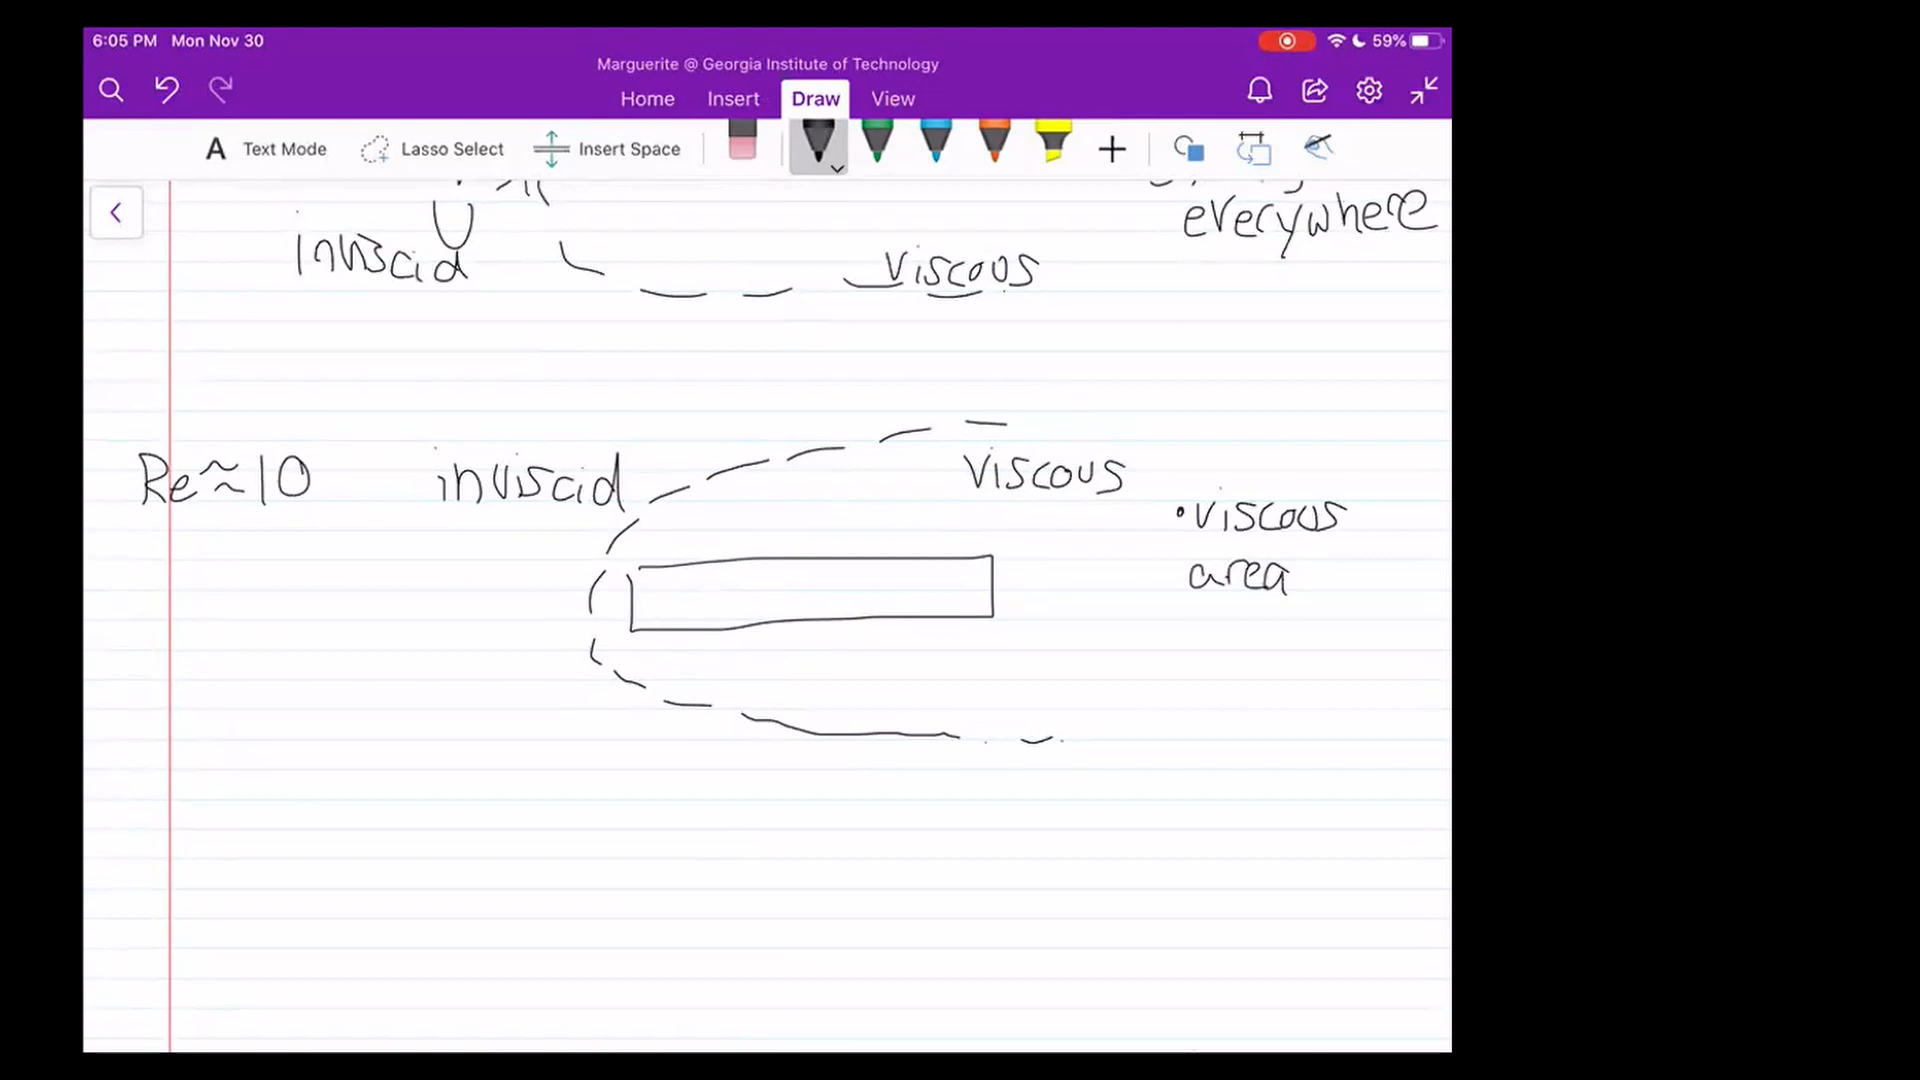 6:05 PM Mon Nov 30
59%
Marguerite @ Georgia Institute of Technology
Home Insert Draw View
Text Mode Lasso Select Insert Space
everywhere
inviscid
viscous
Re≈10 inviscid viscous
•viscous
area